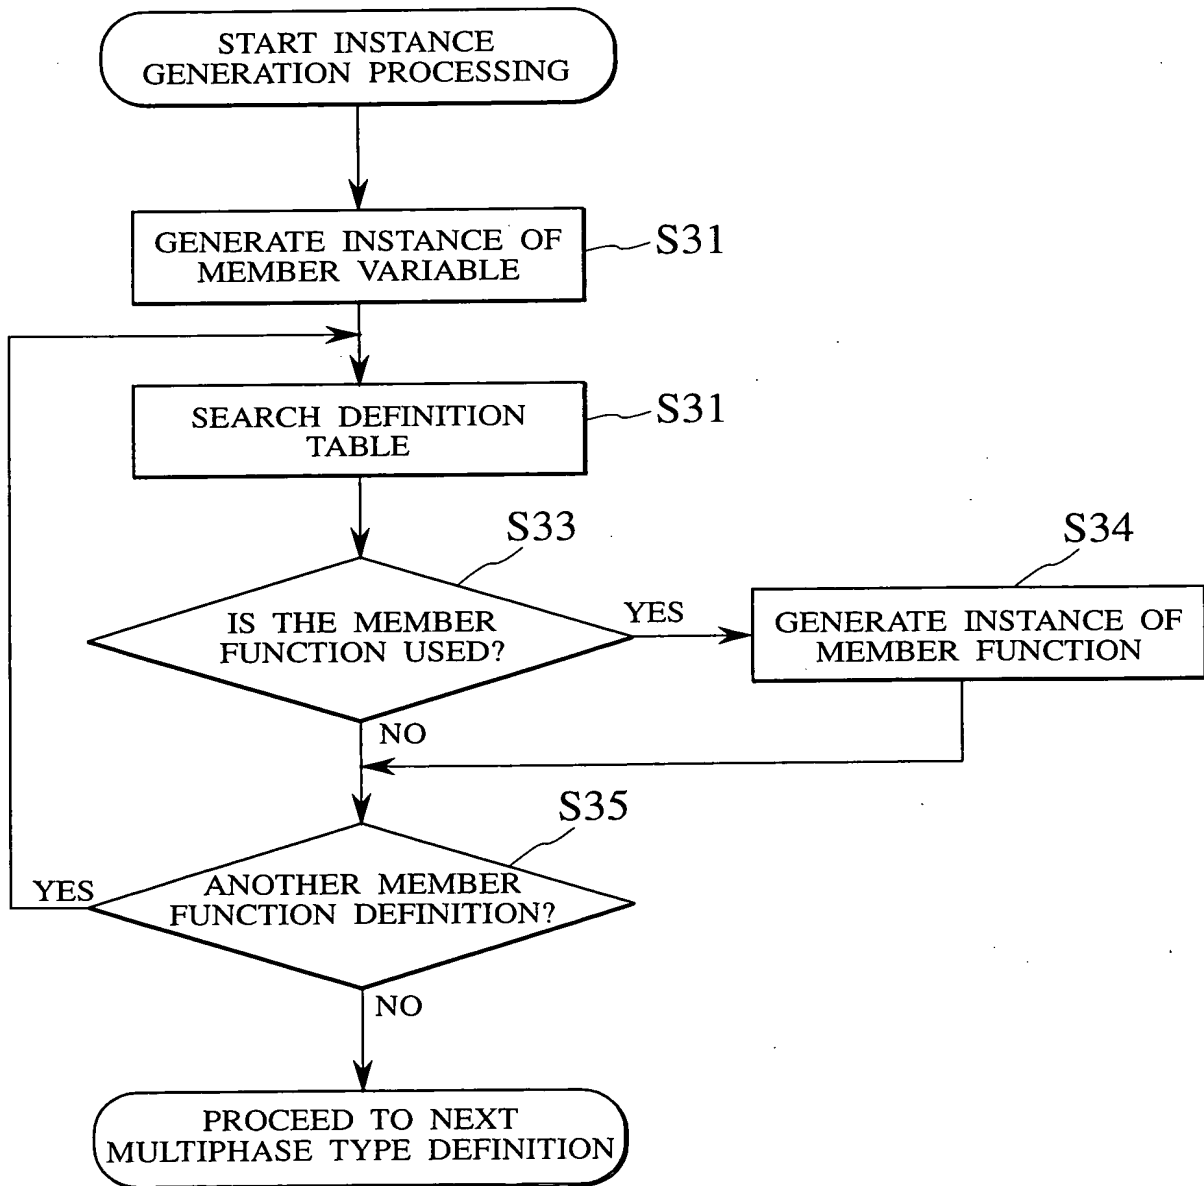 START INSTANCE
GENERATION PROCESSING
GENERATE INSTANCE OF
MEMBER VARIABLE
S31
SEARCH DEFINITION
TABLE
S31
S33
IS THE MEMBER
FUNCTION USED?
YES
S34
GENERATE INSTANCE OF
MEMBER FUNCTION
NO
S35
ANOTHER MEMBER
FUNCTION DEFINITION?
YES
NO
PROCEED TO NEXT
MULTIPHASE TYPE DEFINITION